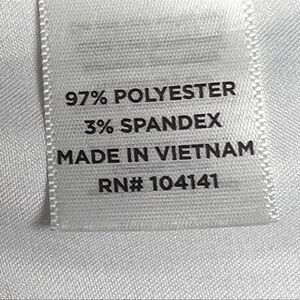 97% POLYESTER
3% SPANDEX
MADE IN VIETNAM
RN# 104141